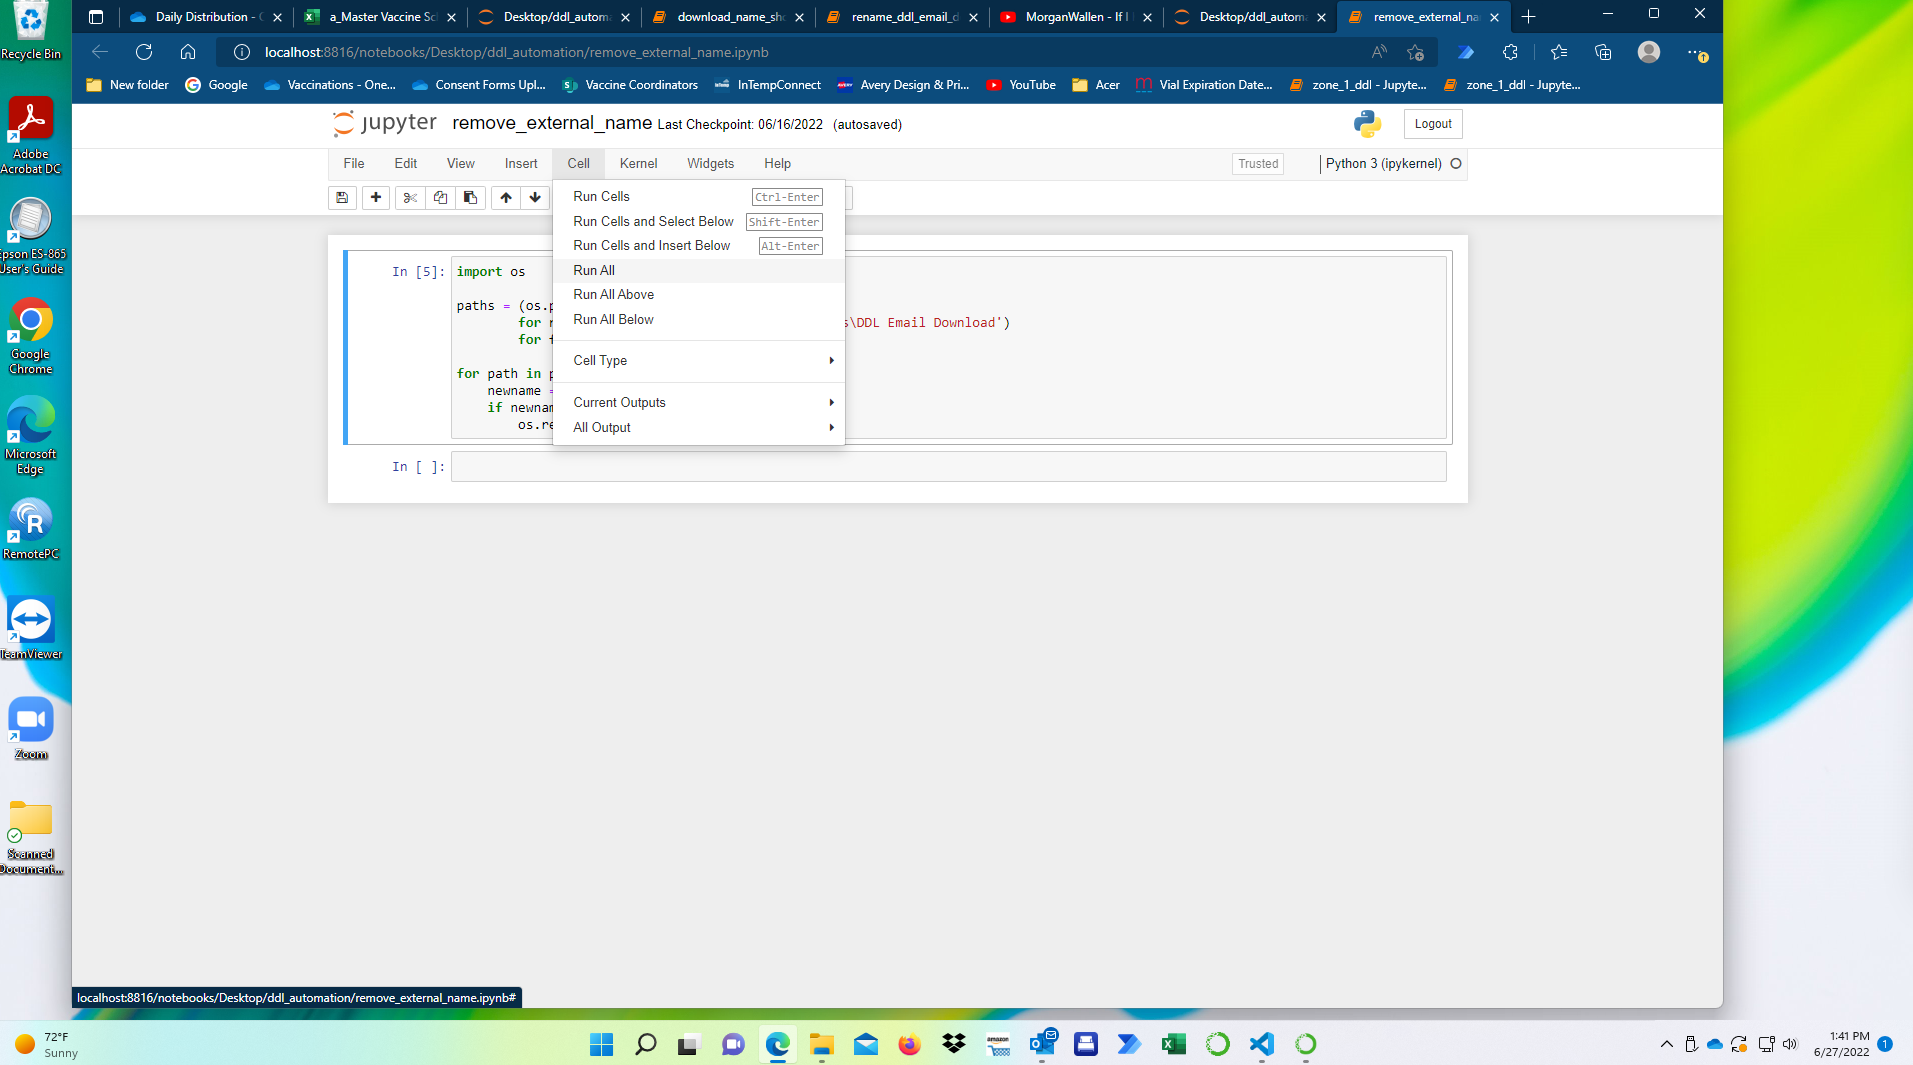 Recycle Bin
Adobe
Acrobat DC
Epson ES-865
User's Guide
Google
Chrome
Microsoft
Edge
RemotePC
TeamViewer
Zoom
Scanned
Document...
Daily Distribution -
a_Master Vaccine Sc
Desktop/ddl_automa
download_name_sh
rename_ddl_email_d
MorganWallen - If I
Desktop/ddl_automa
remove_external_na
localhost:8816/notebooks/Desktop/ddl_automation/remove_external_name.ipynb
New folder
Google
Vaccinations - One...
Consent Forms Upl...
Vaccine Coordinators
InTempConnect
Avery Design & Pri...
YouTube
Acer
Vial Expiration Date...
zone_1_ddl - Jupyte...
zone_1_ddl - Jupyte...
jupyter remove_external_name Last Checkpoint: 06/16/2022 (autosaved)
Logout
File Edit View Insert Cell Kernel Widgets Help
Trusted
Python 3 (ipykernel)
Run Cells Ctrl-Enter
Run Cells and Select Below Shift-Enter
Run Cells and Insert Below Alt-Enter
Run All
Run All Above
Run All Below
Cell Type
Current Outputs
All Output
In [5]: import os
paths = (os.p
for r s\DDL Email Download')
for f
for path in p
newname =
if newnam
os.re
In [ ]:
localhost:8816/notebooks/Desktop/ddl_automation/remove_external_name.ipynb#
72°F
Sunny
amazon
1:41 PM
6/27/2022
1